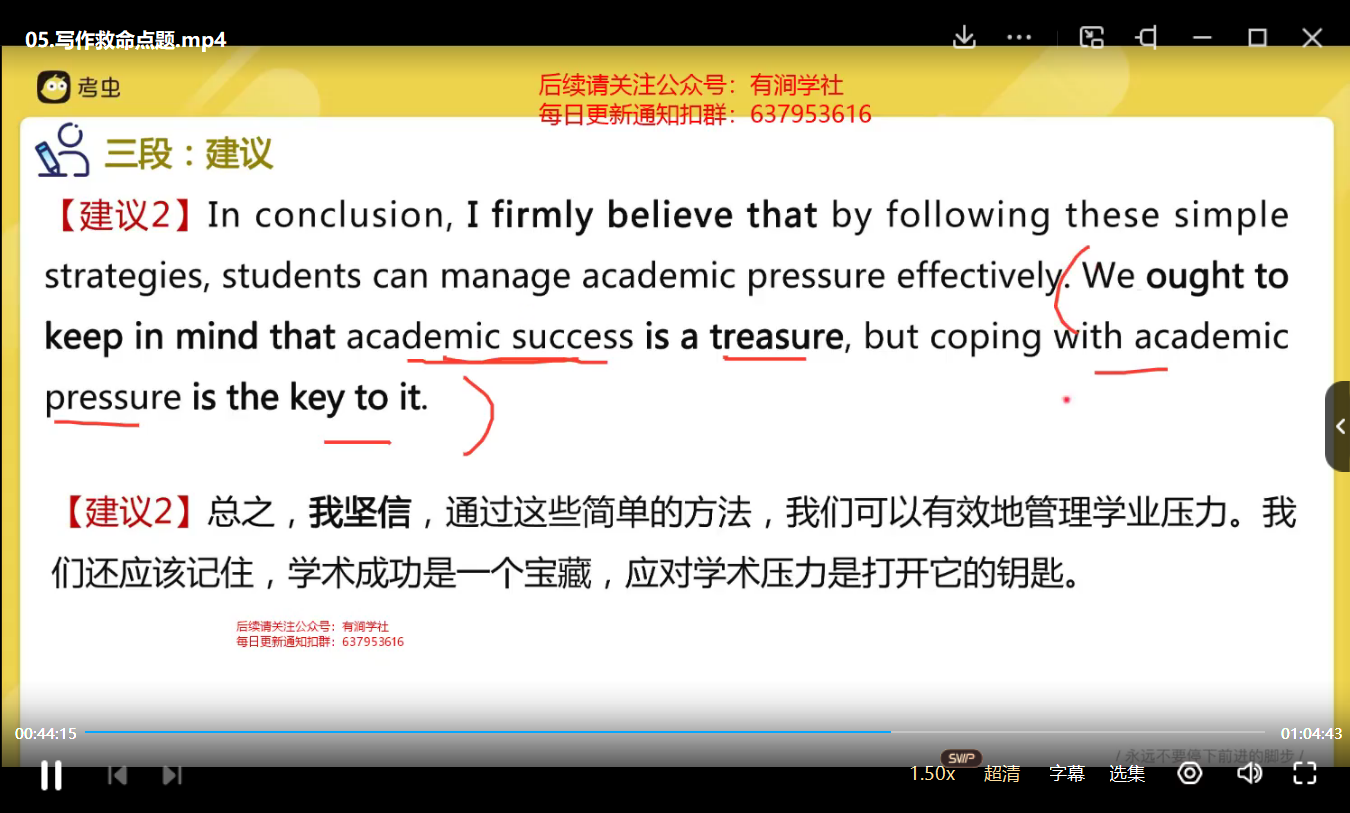 05.写作救命点题.mp4
考虫
后续请关注公众号：有涧学社
每日更新通知扣群：637953616
三段：建议
【建议2】In conclusion, I firmly believe that by following these simple
strategies, students can manage academic pressure effectively. We ought to
keep in mind that academic success is a treasure, but coping with academic
pressure is the key to it.
【建议2】总之，我坚信，通过这些简单的方法，我们可以有效地管理学业压力。我
们还应该记住，学术成功是一个宝藏，应对学术压力是打开它的钥匙。
后续请关注公众号：有涧学社
每日更新通知扣群：637953616
00:44:15
01:04:43
/ 永远不要停下前进的脚步 /
SVIP
1.50x 超清 字幕 选集